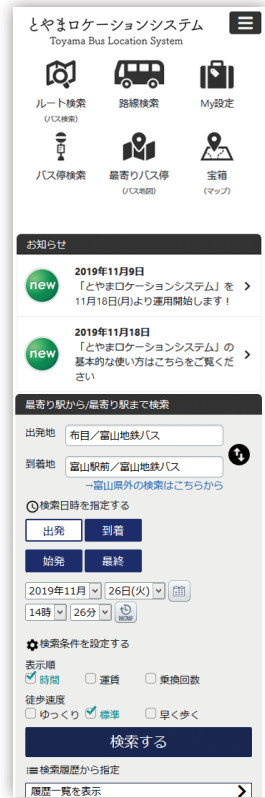 とやまロケーションシステム
Toyama Bus Location System
ルート検索 路線検索 My設定
(バス検索)
バス停検索 最寄りバス停 宝箱
(バス地図) (マップ)
お知らせ
2019年11月9日
new 「とやまロケーションシステム」を
11月18日(月)より運用開始します！
2019年11月18日
new 「とやまロケーションシステム」の
基本的な使い方はこちらをご覧くだ
さい
最寄り駅から/最寄り駅まで検索
出発地 布目／富山地鉄バス
到着地 富山駅前／富山地鉄バス
→富山県外の検索はこちらから
検索日時を指定する
出発 到着
始発 最終
2019年11月 26日(火)
14時 26分 NOW
検索条件を設定する
表示順
時間 運賃 乗換回数
徒歩速度
ゆっくり 標準 早く歩く
検索する
検索履歴から指定
履歴一覧を表示